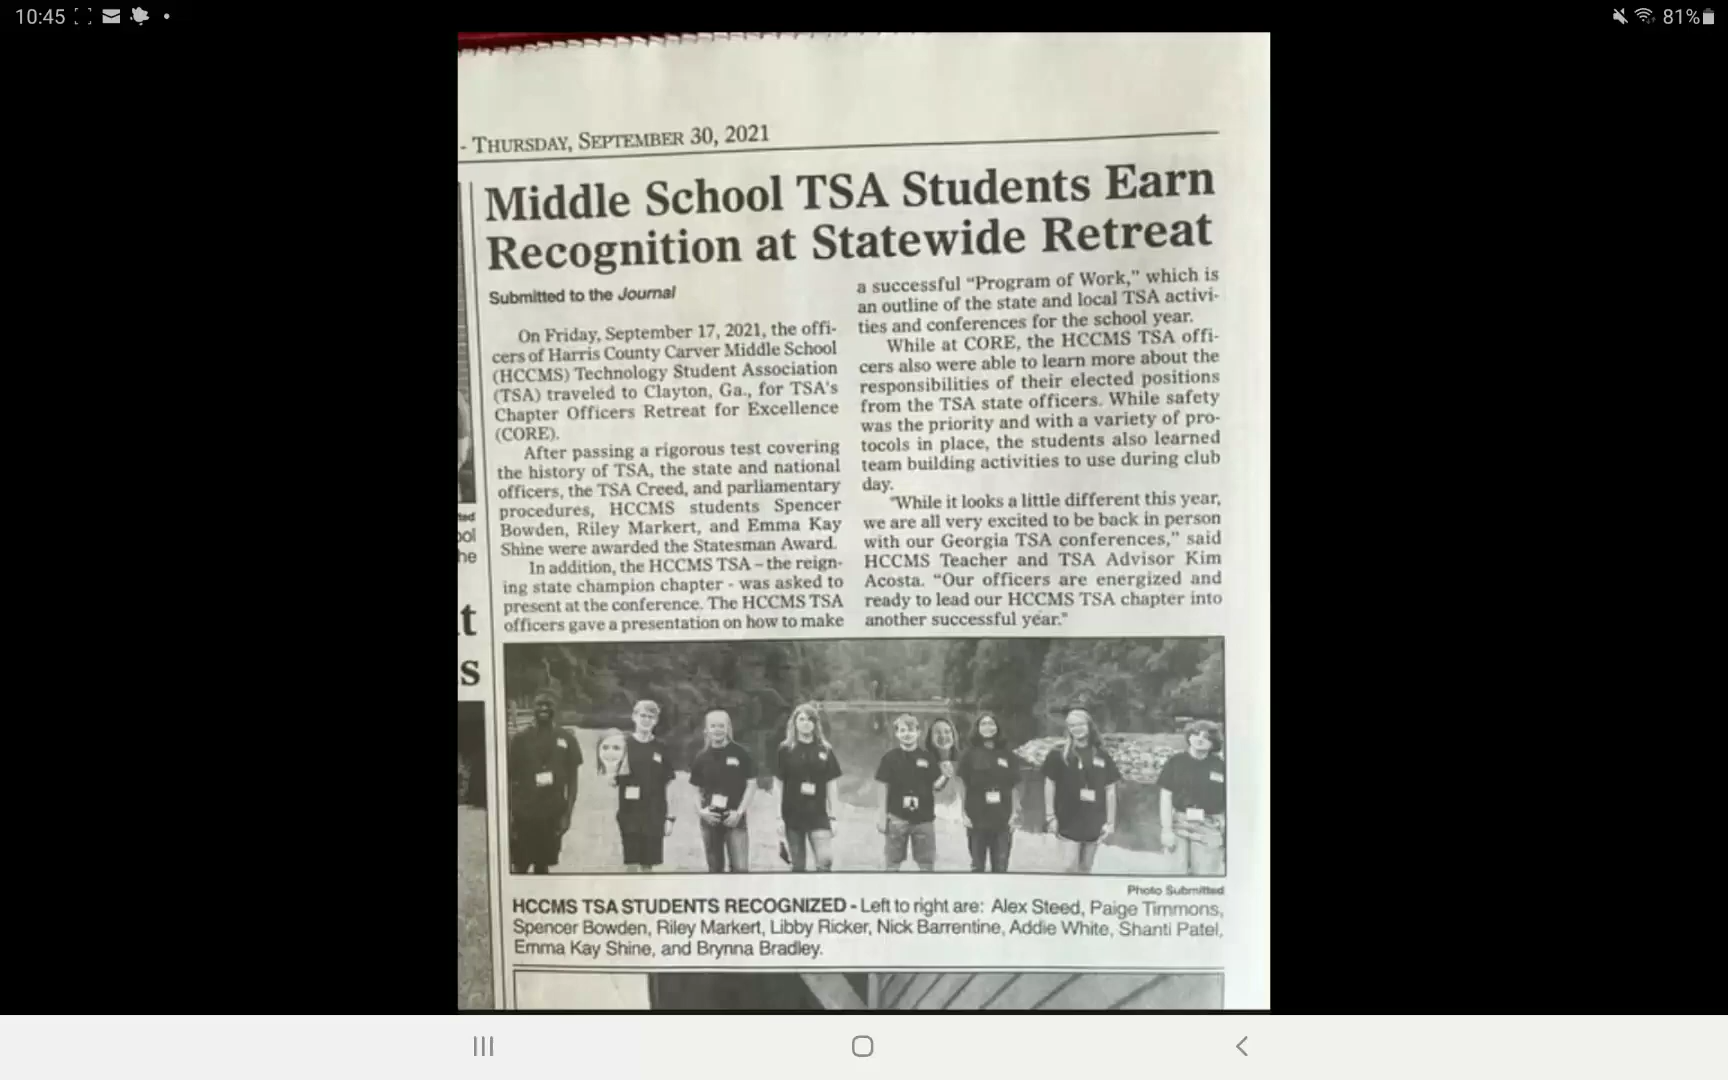 10:45
81%
- THURSDAY, SEPTEMBER 30, 2021
Middle School TSA Students Earn
Recognition at Statewide Retreat
Submitted to the Journal
On Friday, September 17, 2021, the offi-
cers of Harris County Carver Middle School
(HCCMS) Technology Student Association
(TSA) traveled to Clayton, Ga., for TSA's
Chapter Officers Retreat for Excellence
(CORE).
After passing a rigorous test covering
the history of TSA, the state and national
officers, the TSA Creed, and parliamentary
procedures, HCCMS students Spencer
Bowden, Riley Markert, and Emma Kay
Shine were awarded the Statesman Award.
In addition, the HCCMS TSA – the reign-
ing state champion chapter - was asked to
present at the conference. The HCCMS TSA
officers gave a presentation on how to make
a successful “Program of Work,” which is
an outline of the state and local TSA activi-
ties and conferences for the school year.
While at CORE, the HCCMS TSA offi-
cers also were able to learn more about the
responsibilities of their elected positions
from the TSA state officers. While safety
was the priority and with a variety of pro-
tocols in place, the students also learned
team building activities to use during club
day.
"While it looks a little different this year,
we are all very excited to be back in person
with our Georgia TSA conferences,” said
HCCMS Teacher and TSA Advisor Kim
Acosta. “Our officers are energized and
ready to lead our HCCMS TSA chapter into
another successful year."
ted
ool
he
t
s
Photo Submitted
HCCMS TSA STUDENTS RECOGNIZED - Left to right are: Alex Steed, Paige Timmons,
Spencer Bowden, Riley Markert, Libby Ricker, Nick Barrentine, Addie White, Shanti Patel,
Emma Kay Shine, and Brynna Bradley.